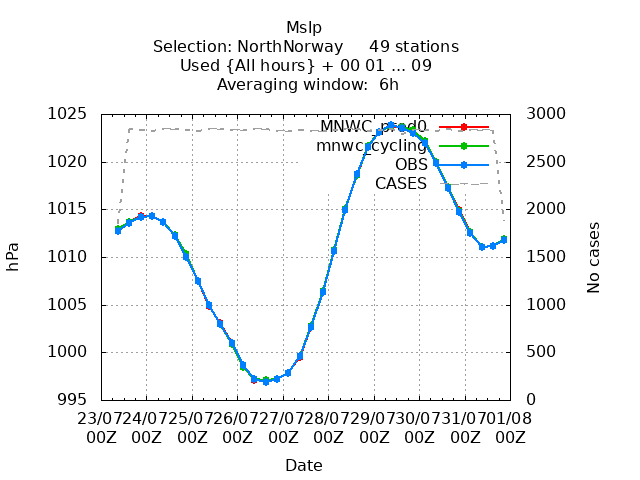 Mslp
Selection: NorthNorway 49 stations
Used {All hours} + 00 01 ... 09
Averaging window: 6h
1025 3000
MNWC_prod0
mnwc_cycling
OBS
CASES
1020 2500
1015 2000
1010 1500
1005 1000
1000 500
995 0
hPa
No cases
23/07 24/07 25/07 26/07 27/07 28/07 29/07 30/07 31/07 01/08
00Z 00Z 00Z 00Z 00Z 00Z 00Z 00Z 00Z 00Z
Date